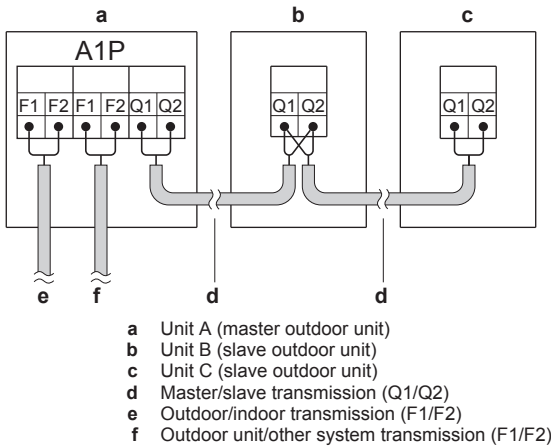 a b c
A1P
F1 F2 F1 F2 Q1 Q2 Q1 Q2 Q1 Q2
e f d d
a Unit A (master outdoor unit)
b Unit B (slave outdoor unit)
c Unit C (slave outdoor unit)
d Master/slave transmission (Q1/Q2)
e Outdoor/indoor transmission (F1/F2)
f Outdoor unit/other system transmission (F1/F2)